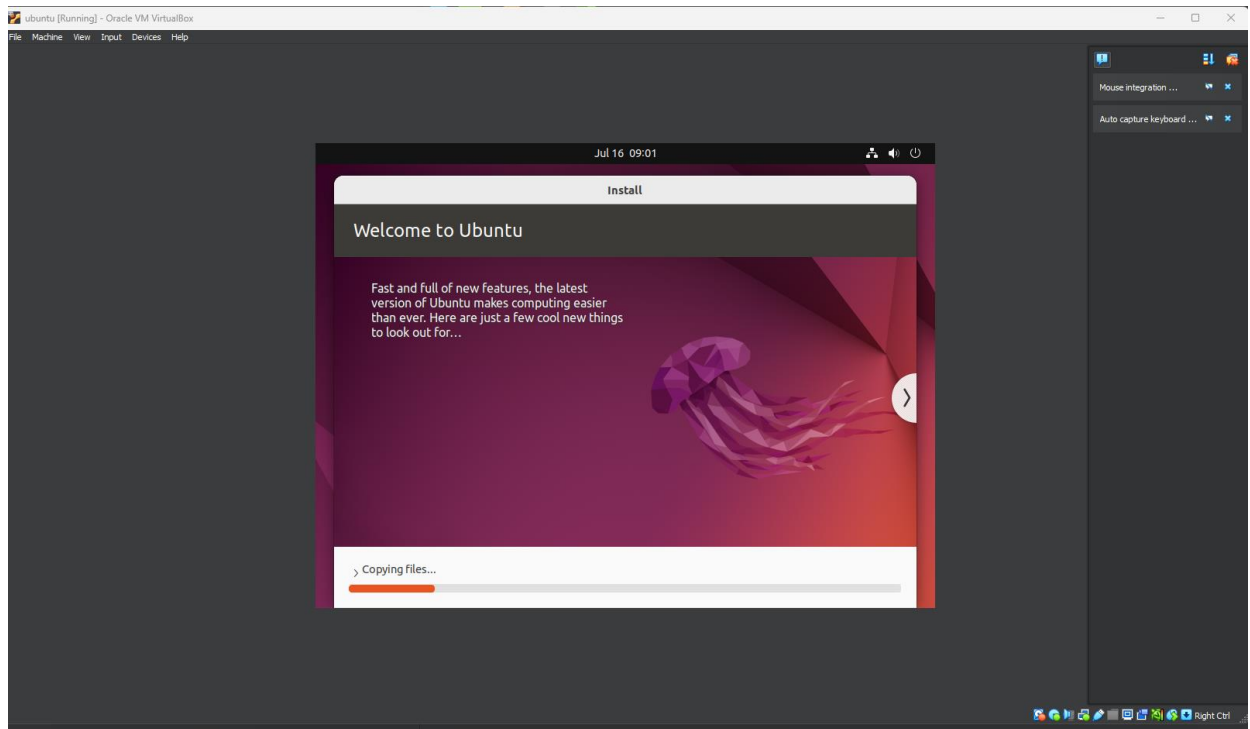 ubuntu [Running] - Oracle VM VirtualBox
File Machine View Input Devices Help
Mouse integration ...
Auto capture keyboard ...
Jul 16 09:01
Install
Welcome to Ubuntu
Fast and full of new features, the latest
version of Ubuntu makes computing easier
than ever. Here are just a few cool new things
to look out for...
Copying files...
Right Ctrl